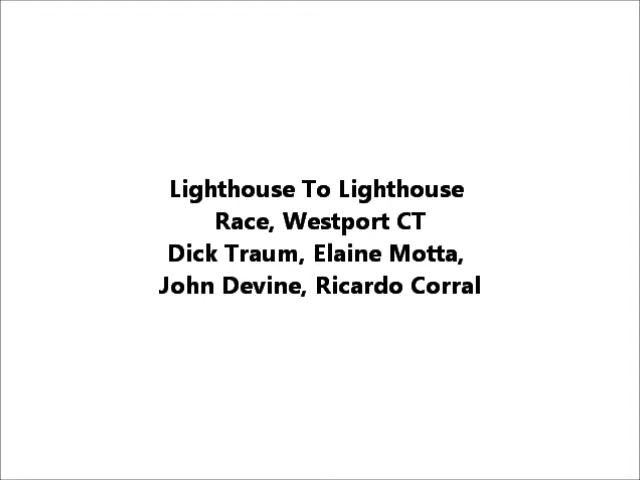 Lighthouse To Lighthouse
Race, Westport CT
Dick Traum, Elaine Motta,
John Devine, Ricardo Corral